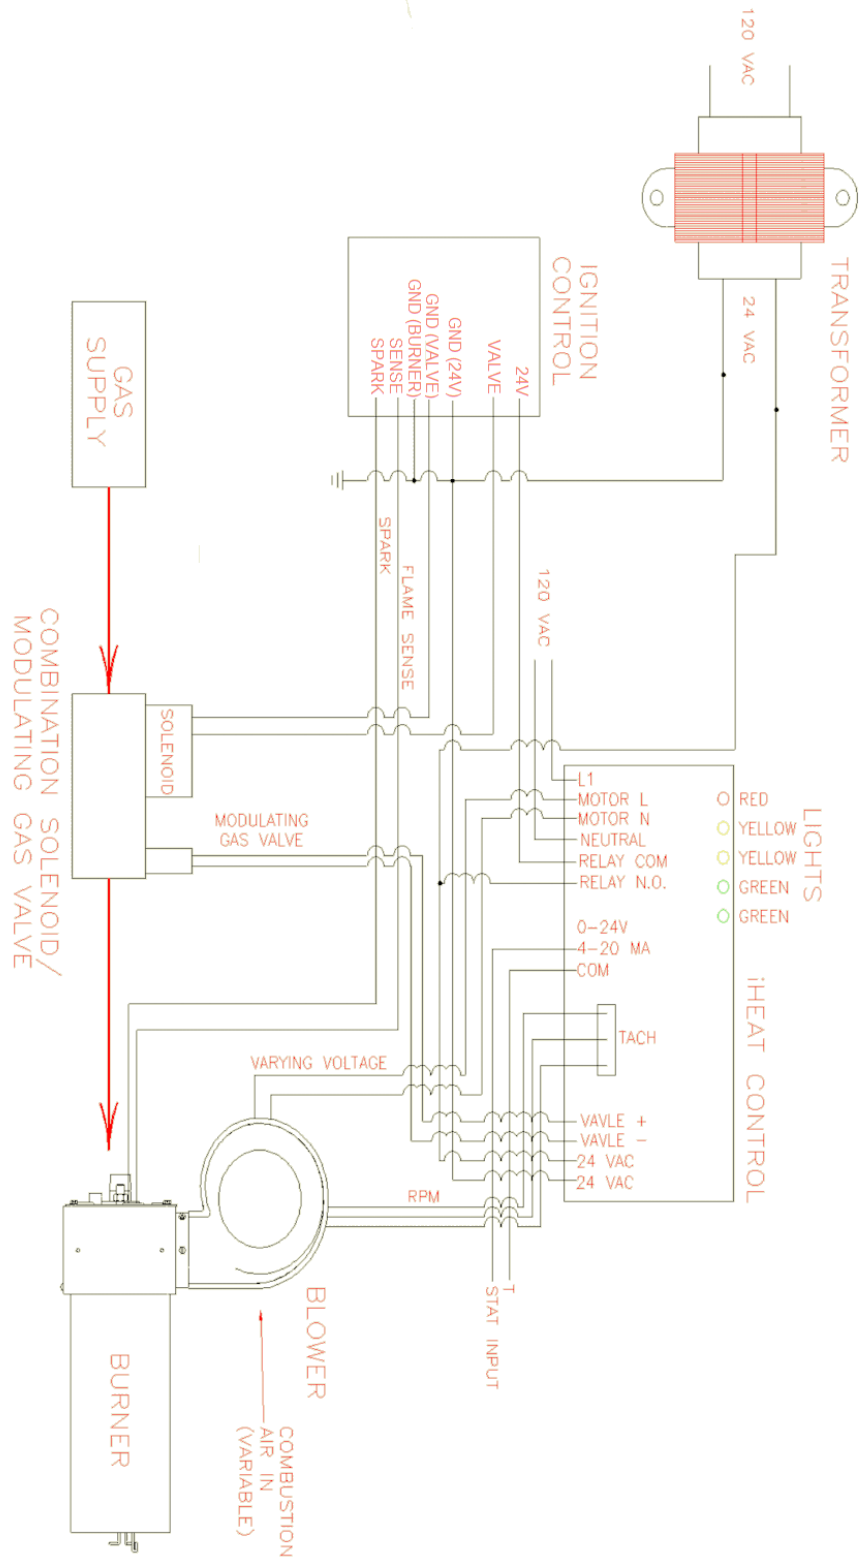 120 VAC
TRANSFORMER
24 VAC
IGNITION
CONTROL
24V
VALVE
GND (24V)
GND (VALVE)
GND (BURNER)
SENSE
SPARK
GAS
SUPPLY
SPARK
FLAME SENSE
120 VAC
COMBINATION SOLENOID/
MODULATING GAS VALVE
SOLENOID
MODULATING
GAS VALVE
LIGHTS
RED
YELLOW
YELLOW
GREEN
GREEN
iHEAT CONTROL
L1
MOTOR L
MOTOR N
NEUTRAL
RELAY COM
RELAY N.O.
0-24V
4-20 MA
COM
TACH
VAVLE +
VAVLE -
24 VAC
24 VAC
VARYING VOLTAGE
RPM
T
STAT INPUT
BLOWER
BURNER
COMBUSTION
AIR IN
(VARIABLE)